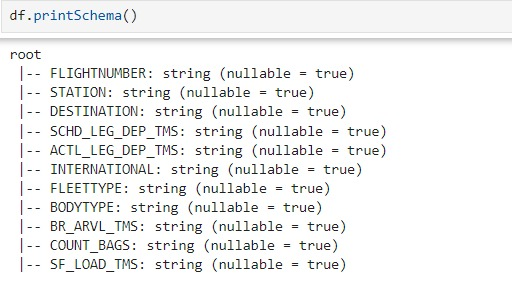 df.printSchema()
root
|-- FLIGHTNUMBER: string (nullable = true)
|-- STATION: string (nullable = true)
|-- DESTINATION: string (nullable = true)
|-- SCHD_LEG_DEP_TMS: string (nullable = true)
|-- ACTL_LEG_DEP_TMS: string (nullable = true)
|-- INTERNATIONAL: string (nullable = true)
|-- FLEETTYPE: string (nullable = true)
|-- BODYTYPE: string (nullable = true)
|-- BR_ARVL_TMS: string (nullable = true)
|-- COUNT_BAGS: string (nullable = true)
|-- SF_LOAD_TMS: string (nullable = true)